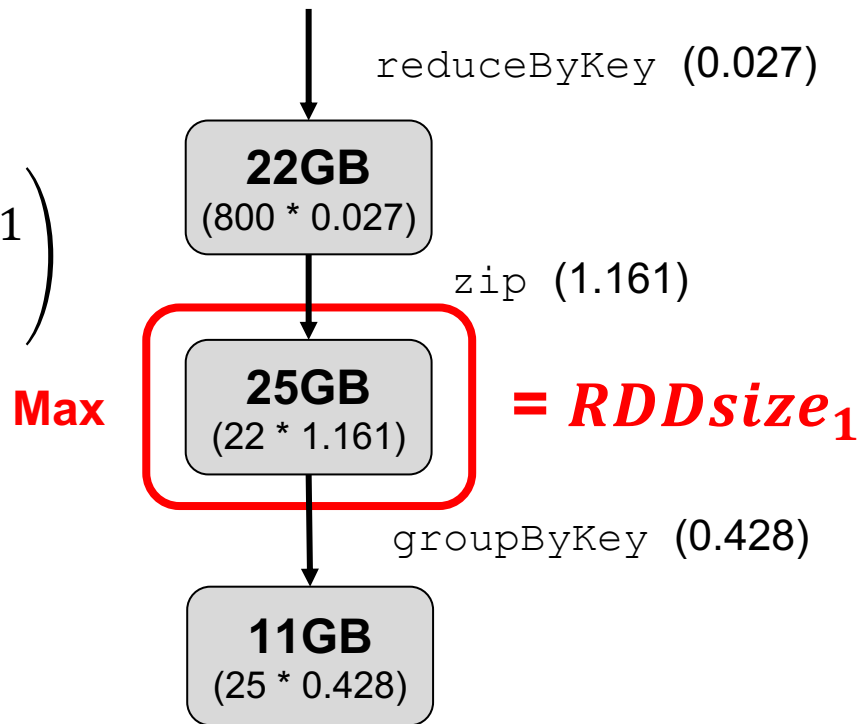 reduceByKey (0.027)
22GB
(800 * 0.027)
1
)
zip (1.161)
Max
25GB
(22 * 1.161)
= RDDsize₁
groupByKey (0.428)
11GB
(25 * 0.428)